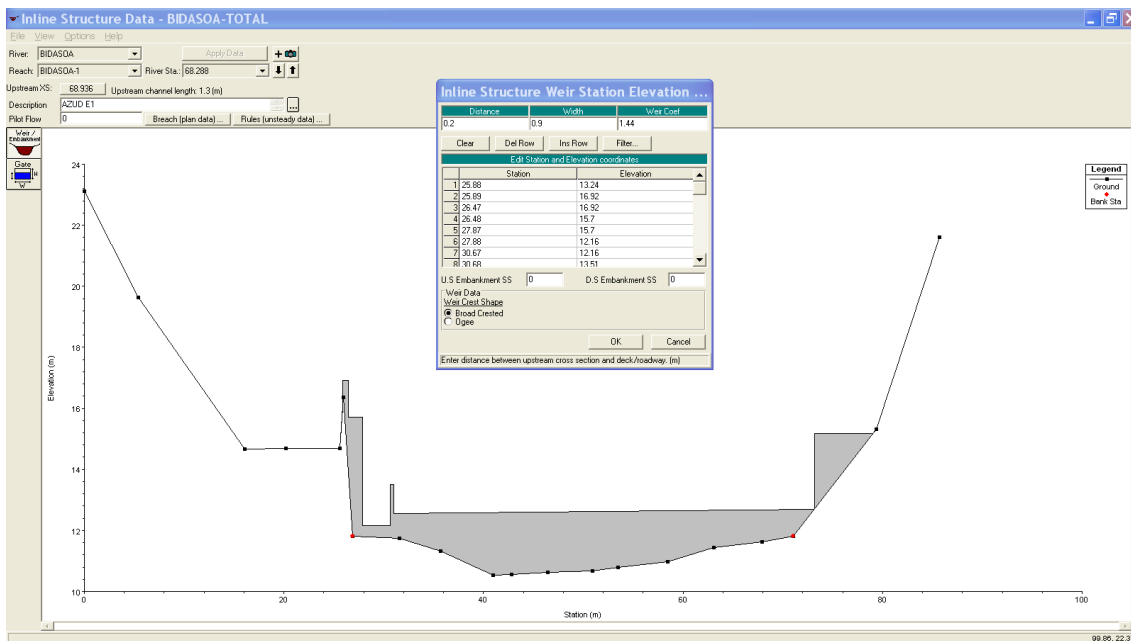 Inline Structure Data - BIDASOA-TOTAL
File View Options Help
River: BIDASOA Apply Data
Reach: BIDASOA-1 River Sta.: 68.288
Upstream XS: 68.936 Upstream channel length: 1.3 (m)
Description AZUD E1 ...
Pilot Flow 0 Breach (plan data) ... Rules (unsteady data) ...
Weir / Embankment
Gate
H
W
Inline Structure Weir Station Elevation ...
Distance Width Weir Coef
0.2 0.9 1.44
Clear Del Row Ins Row Filter...
Edit Station and Elevation coordinates
Station Elevation
1 25.88 13.24
2 25.89 16.92
3 26.47 16.92
4 26.48 15.7
5 27.87 15.7
6 27.88 12.16
7 30.67 12.16
8 30.68 13.51
U.S Embankment SS 0 D.S Embankment SS 0
Weir Data
Weir Crest Shape
Broad Crested
Ogee
OK Cancel
Enter distance between upstream cross section and deck/roadway. (m)
Legend
Ground
Bank Sta
24
22
20
18
16
14
12
10
Elevation (m)
0 20 40 60 80 100
Station (m)
99.86, 22.3